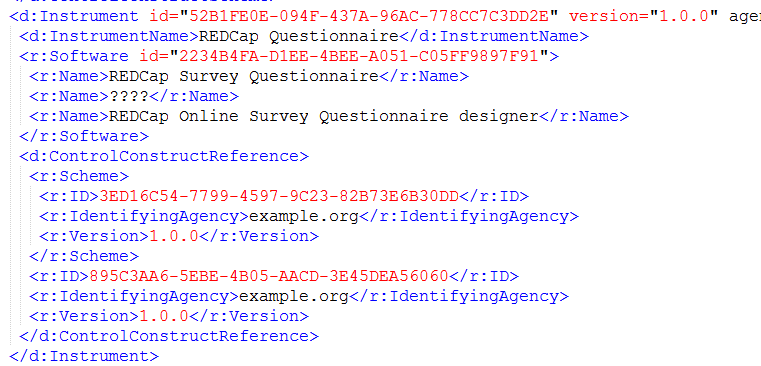 <d:Instrument id="52B1FE0E-094F-437A-96AC-778CC7C3DD2E" version="1.0.0" age
<d:InstrumentName>REDCap Questionnaire</d:InstrumentName>
<r:Software id="2234B4FA-D1EE-4BEE-A051-C05FF9897F91">
<r:Name>REDCap Survey Questionnaire</r:Name>
<r:Name>????</r:Name>
<r:Name>REDCap Online Survey Questionnaire designer</r:Name>
</r:Software>
<d:ControlConstructReference>
<r:Scheme>
<r:ID>3ED16C54-7799-4597-9C23-82B73E6B30DD</r:ID>
<r:IdentifyingAgency>example.org</r:IdentifyingAgency>
<r:Version>1.0.0</r:Version>
</r:Scheme>
<r:ID>895C3AA6-5EBE-4B05-AACD-3E45DEA56060</r:ID>
<r:IdentifyingAgency>example.org</r:IdentifyingAgency>
<r:Version>1.0.0</r:Version>
</d:ControlConstructReference>
</d:Instrument>